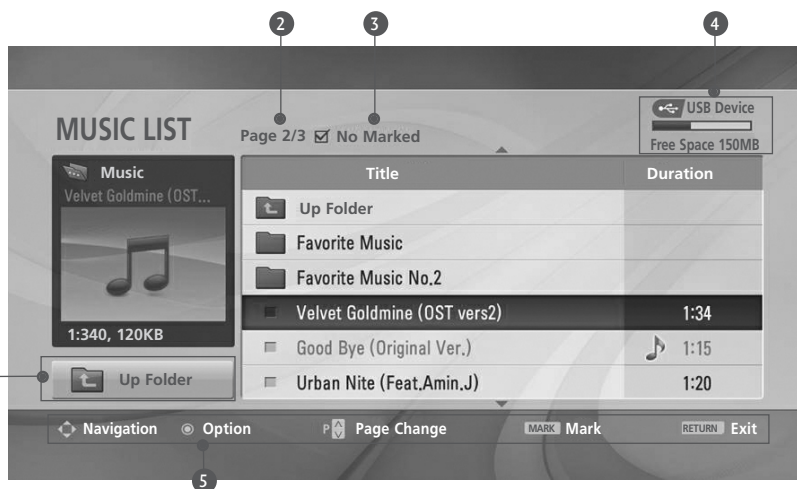 2 3 4
USB Device
MUSIC LIST
Page 2/3 No Marked
Free Space 150MB
Music
Title Duration
Velvet Goldmine (OST...
Up Folder
Favorite Music
Favorite Music No.2
Velvet Goldmine (OST vers2) 1:34
1:340, 120KB
Good Bye (Original Ver.) 1:15
Up Folder
Urban Nite (Feat.Amin.J) 1:20
Navigation Option P Page Change MARK Mark RETURN Exit
5